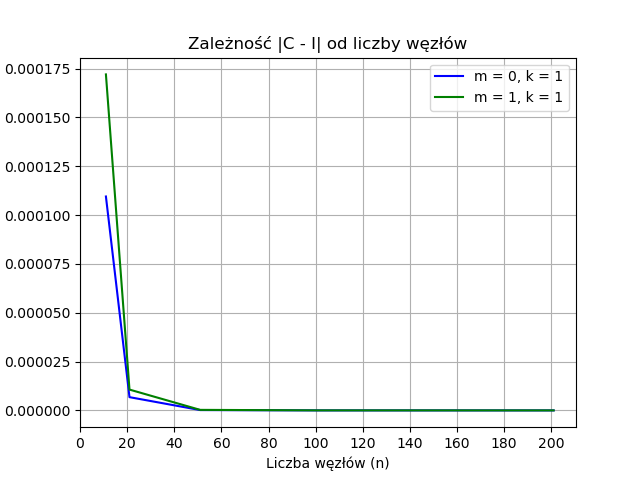 Zależność |C - I| od liczby węzłów
0.000175
0.000150
0.000125
0.000100
0.000075
0.000050
0.000025
0.000000
m = 0, k = 1
m = 1, k = 1
0 20 40 60 80 100 120 140 160 180 200
Liczba węzłów (n)